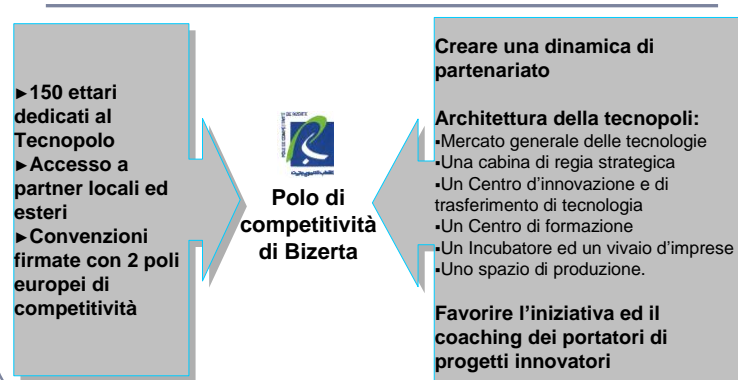 ►150 ettari
dedicati al
Tecnopolo
►Accesso a
partner locali ed
esteri
►Convenzioni
firmate con 2 poli
europei di
competitività
Polo di
competitività
di Bizerta
Creare una dinamica di
partenariato
Architettura della tecnopoli:
▪Mercato generale delle tecnologie
▪Una cabina di regia strategica
▪Un Centro d'innovazione e di
trasferimento di tecnologia
▪Un Centro di formazione
▪Un Incubatore ed un vivaio d'imprese
▪Uno spazio di produzione.
Favorire l'iniziativa ed il
coaching dei portatori di
progetti innovatori